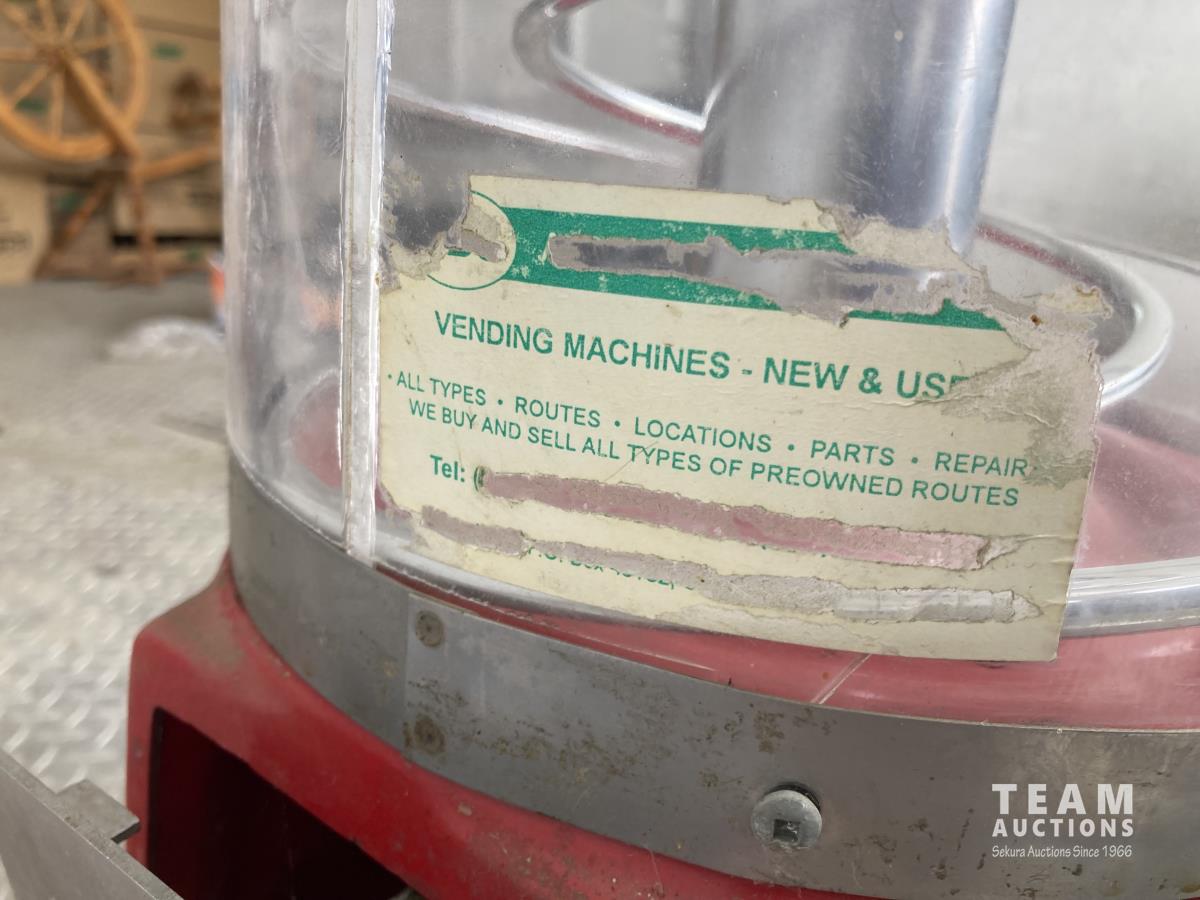 VENDING MACHINES - NEW & USE
• ALL TYPES • ROUTES • LOCATIONS • PARTS • REPAIR
WE BUY AND SELL ALL TYPES OF PREOWNED ROUTES
Tel:
TEAM
AUCTIONS
Sekura Auctions Since 1966